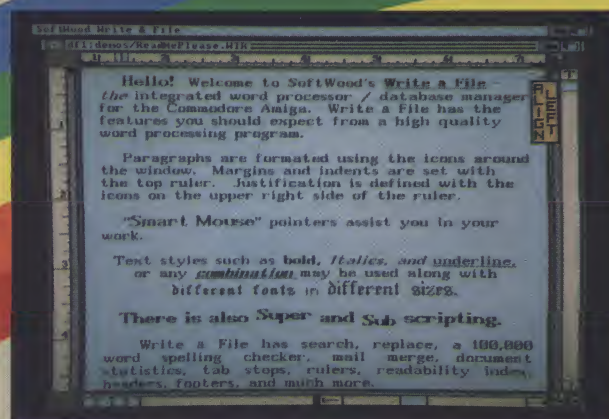 SoftWood Write & File
df1:demos/ReadMePlease.WTH
Hello! Welcome to SoftWood's Write & File
the integrated word processor / database manager
for the Commodore Amiga. Write & File has the
features you should expect from a high quality
word processing program.
ALIGN LEFT
Paragraphs are formated using the icons around
the window. Margins and indents are set with
the top ruler. Justification is defined with the
icons on the upper right side of the ruler.
"Smart Mouse" pointers assist you in your
work.
Text styles such as bold, italics, and underline,
or any combination may be used along with
different fonts in different sizes.
There is also Super and Sub scripting.
Write & File has search, replace, a 100,000
word spelling checker, mail merge, document
statistics, tab stops, rulers, readability index,
headers, footers, and much more.